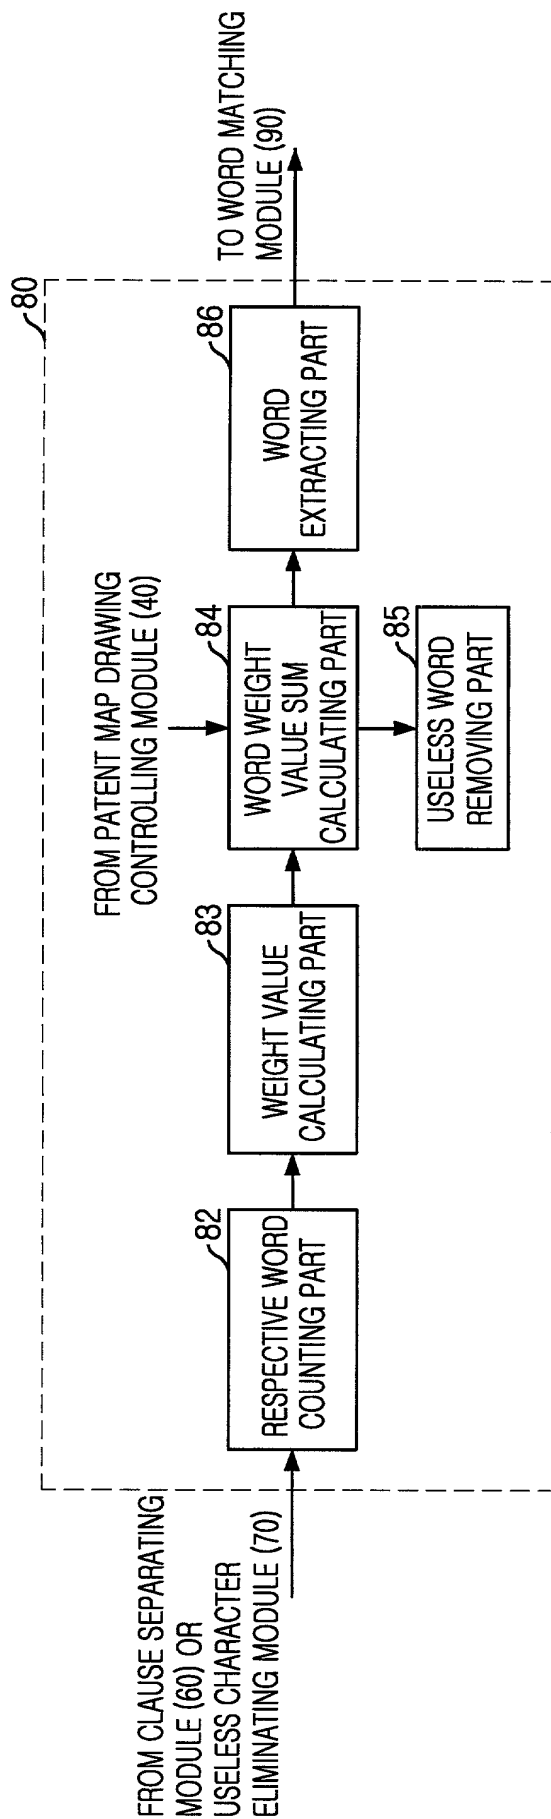 80
FROM CLAUSE SEPARATING
MODULE (60) OR
USELESS CHARACTER
ELIMINATING MODULE (70)
82
RESPECTIVE WORD
COUNTING PART
83
WEIGHT VALUE
CALCULATING PART
FROM PATENT MAP DRAWING
CONTROLLING MODULE (40)
84
WORD WEIGHT
VALUE SUM
CALCULATING PART
85
USELESS WORD
REMOVING PART
86
WORD
EXTRACTING PART
TO WORD MATCHING
MODULE (90)